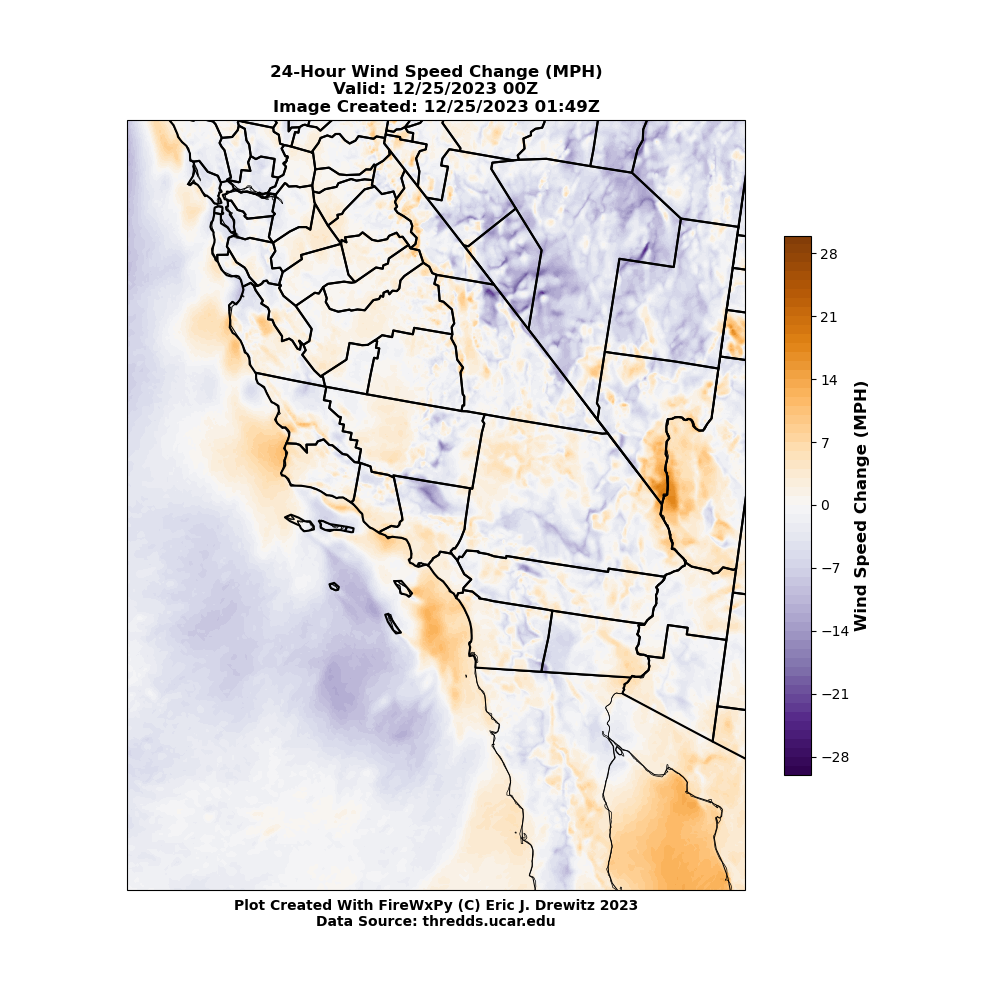 24-Hour Wind Speed Change (MPH)
Valid: 12/25/2023 00Z
Image Created: 12/25/2023 01:49Z
28
21
14
7
0
−7
−14
−21
−28
Wind Speed Change (MPH)
Plot Created With FireWxPy (C) Eric J. Drewitz 2023
Data Source: thredds.ucar.edu